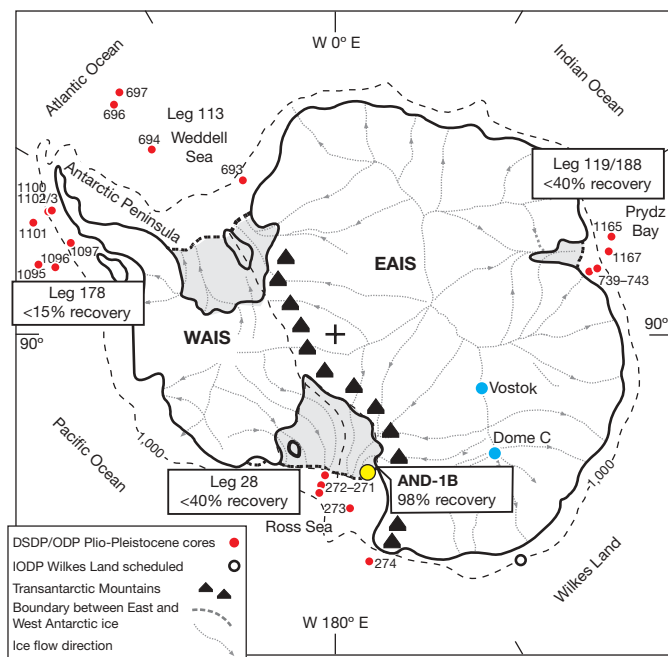 W 0º E
Atlantic Ocean
Indian Ocean
697
696
Leg 113
Weddell
Sea
694
693
Leg 119/188
<40% recovery
Antarctic Peninsula
1100
1102/3
1101
1097
1096
1095
Prydz
Bay
1165
1167
739–743
EAIS
Leg 178
<15% recovery
WAIS
90º
90º
Vostok
Dome C
Pacific Ocean
1,000
1,000
Leg 28
<40% recovery
AND-1B
98% recovery
272–271
273
Ross Sea
274
Wilkes Land
W 180º E
DSDP/ODP Plio-Pleistocene cores
IODP Wilkes Land scheduled
Transantarctic Mountains
Boundary between East and
West Antarctic ice
Ice flow direction